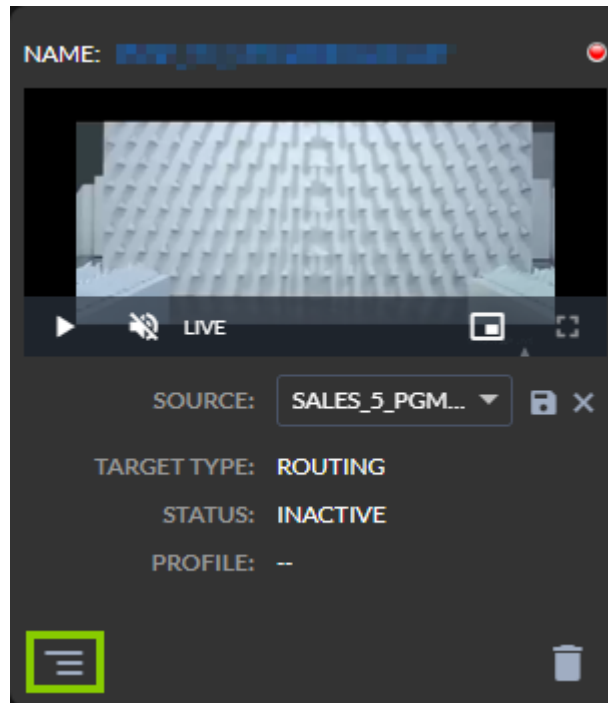 NAME:
LIVE
SOURCE: SALES_5_PGM...
TARGET TYPE: ROUTING
STATUS: INACTIVE
PROFILE: --